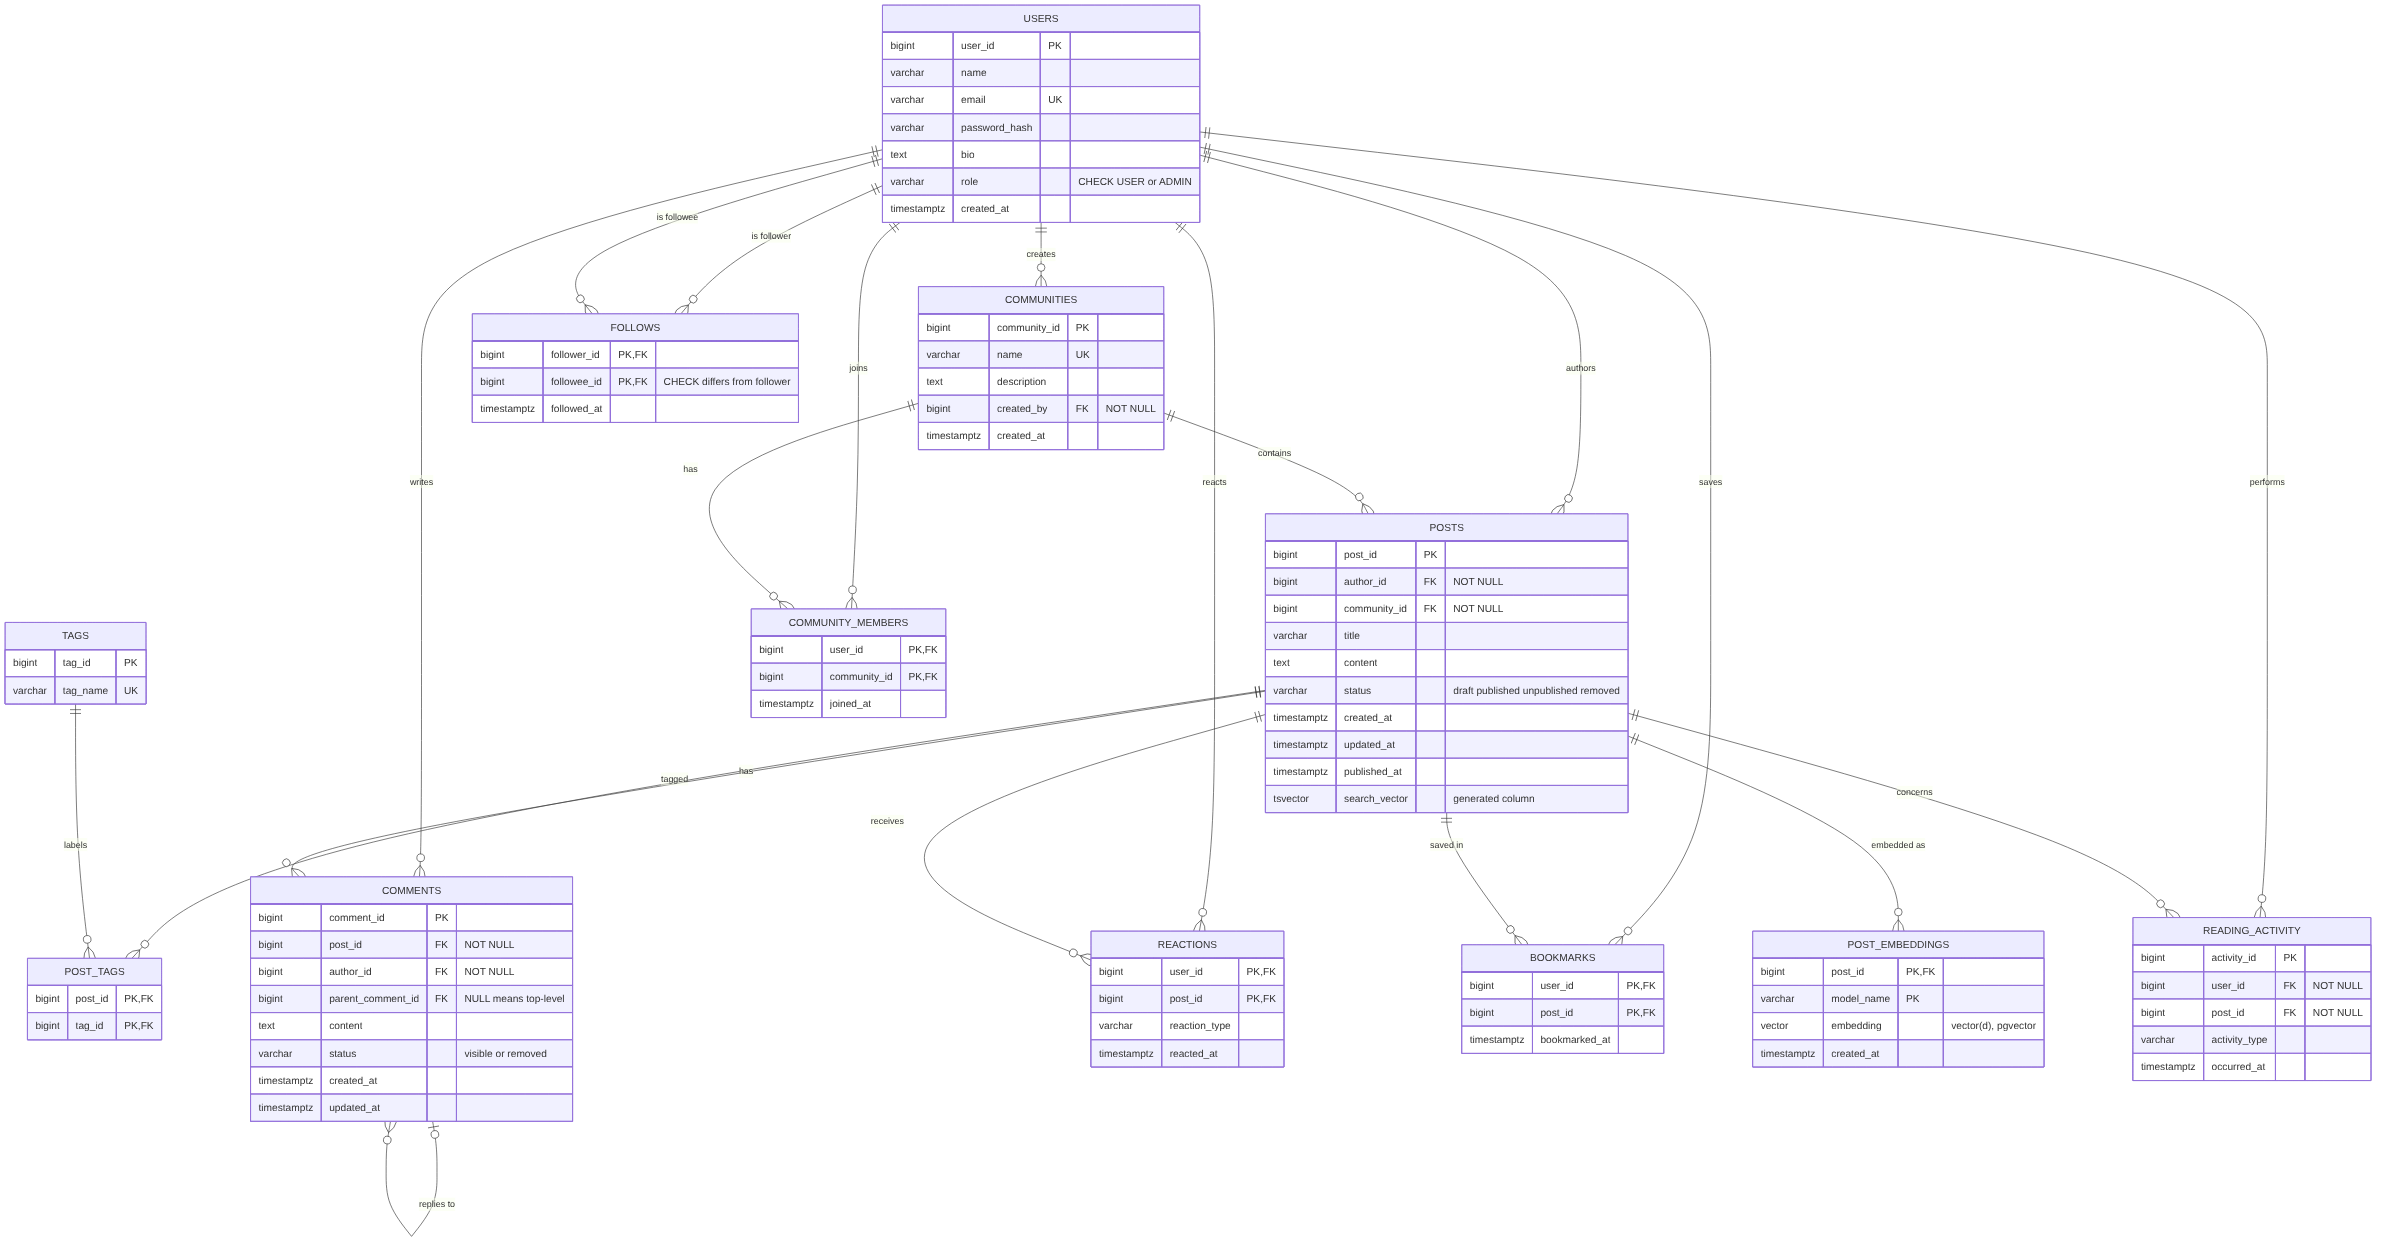 USERS
bigint user_id PK
varchar name
varchar email UK
varchar password_hash
text bio
varchar role CHECK USER or ADMIN
timestamptz created_at
is followee
is follower
creates
joins
authors
writes
reacts
saves
performs
FOLLOWS
bigint follower_id PK,FK
bigint followee_id PK,FK CHECK differs from follower
timestamptz followed_at
COMMUNITIES
bigint community_id PK
varchar name UK
text description
bigint created_by FK NOT NULL
timestamptz created_at
has
contains
POSTS
bigint post_id PK
bigint author_id FK NOT NULL
bigint community_id FK NOT NULL
varchar title
text content
varchar status draft published unpublished removed
timestamptz created_at
timestamptz updated_at
timestamptz published_at
tsvector search_vector generated column
COMMUNITY_MEMBERS
bigint user_id PK,FK
bigint community_id PK,FK
timestamptz joined_at
TAGS
bigint tag_id PK
varchar tag_name UK
labels
tagged
has
receives
saved in
embedded as
concerns
COMMENTS
bigint comment_id PK
bigint post_id FK NOT NULL
bigint author_id FK NOT NULL
bigint parent_comment_id FK NULL means top-level
text content
varchar status visible or removed
timestamptz created_at
timestamptz updated_at
replies to
POST_TAGS
bigint post_id PK,FK
bigint tag_id PK,FK
REACTIONS
bigint user_id PK,FK
bigint post_id PK,FK
varchar reaction_type
timestamptz reacted_at
BOOKMARKS
bigint user_id PK,FK
bigint post_id PK,FK
timestamptz bookmarked_at
POST_EMBEDDINGS
bigint post_id PK,FK
varchar model_name PK
vector embedding vector(d), pgvector
timestamptz created_at
READING_ACTIVITY
bigint activity_id PK
bigint user_id FK NOT NULL
bigint post_id FK NOT NULL
varchar activity_type
timestamptz occurred_at